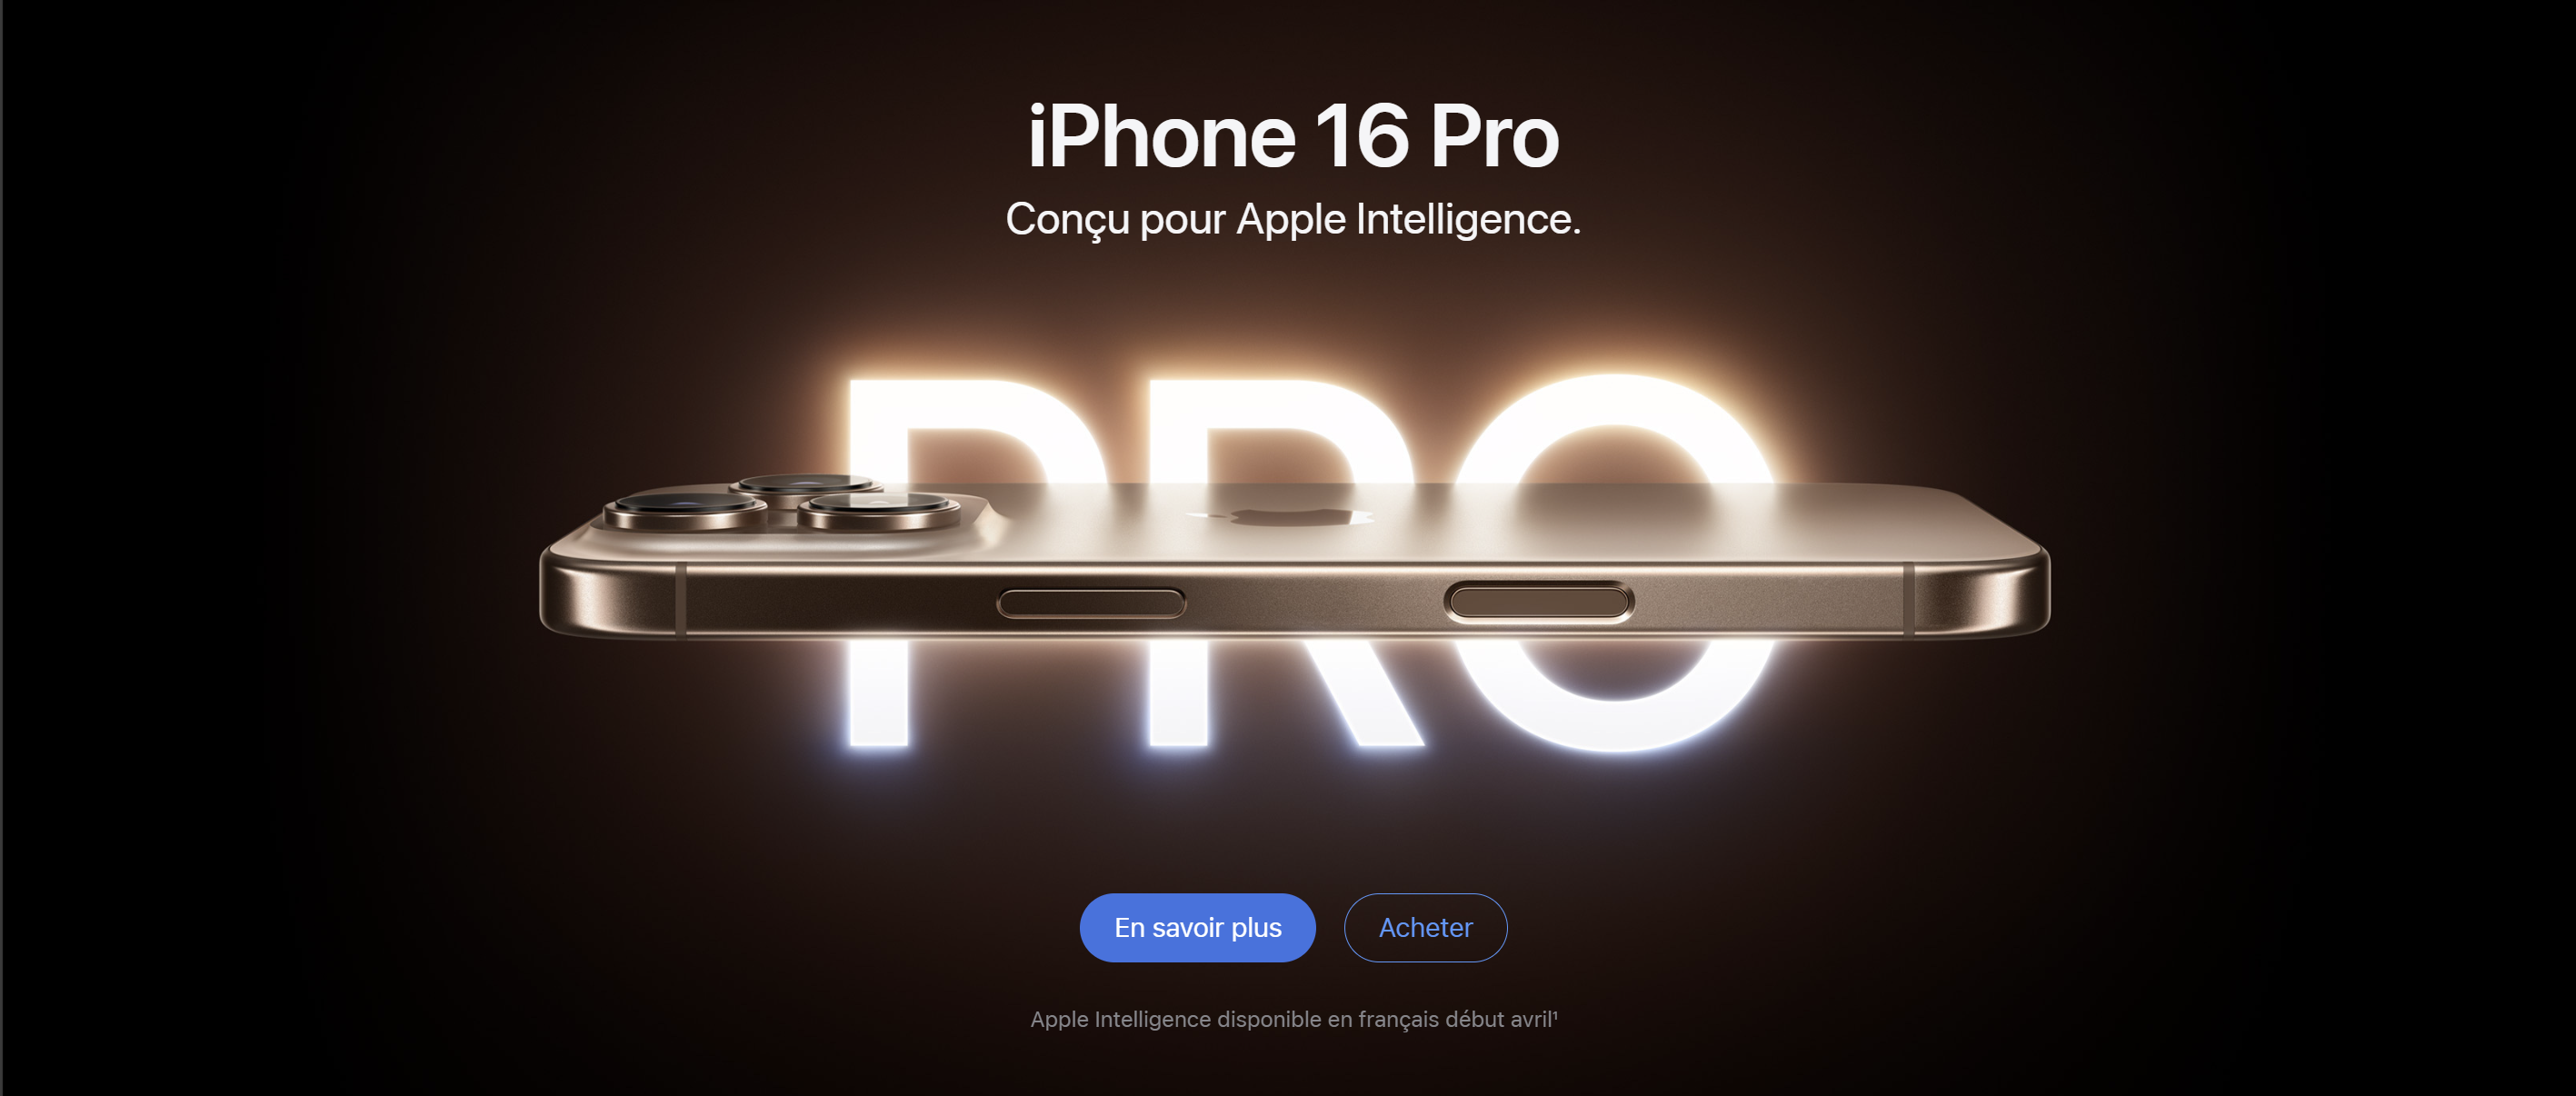 iPhone 16 Pro
Conçu pour Apple Intelligence.
PRO
En savoir plus
Acheter
Apple Intelligence disponible en français début avril¹